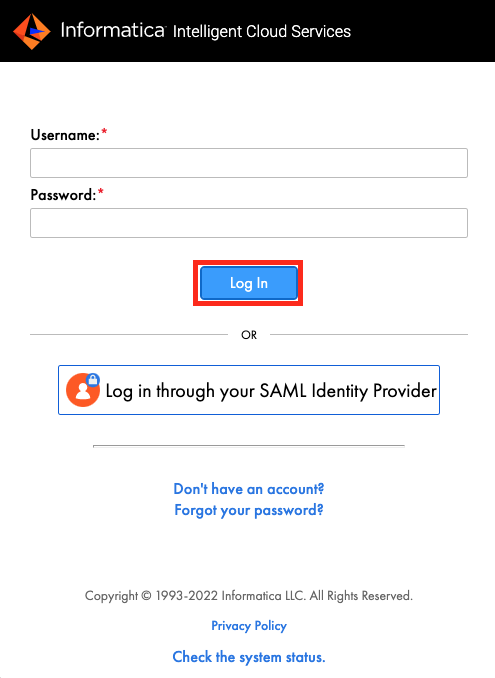 Informatica Intelligent Cloud Services
Username:*
Password:*
Log In
OR
Log in through your SAML Identity Provider
Don't have an account?
Forgot your password?
Copyright © 1993-2022 Informatica LLC. All Rights Reserved.
Privacy Policy
Check the system status.